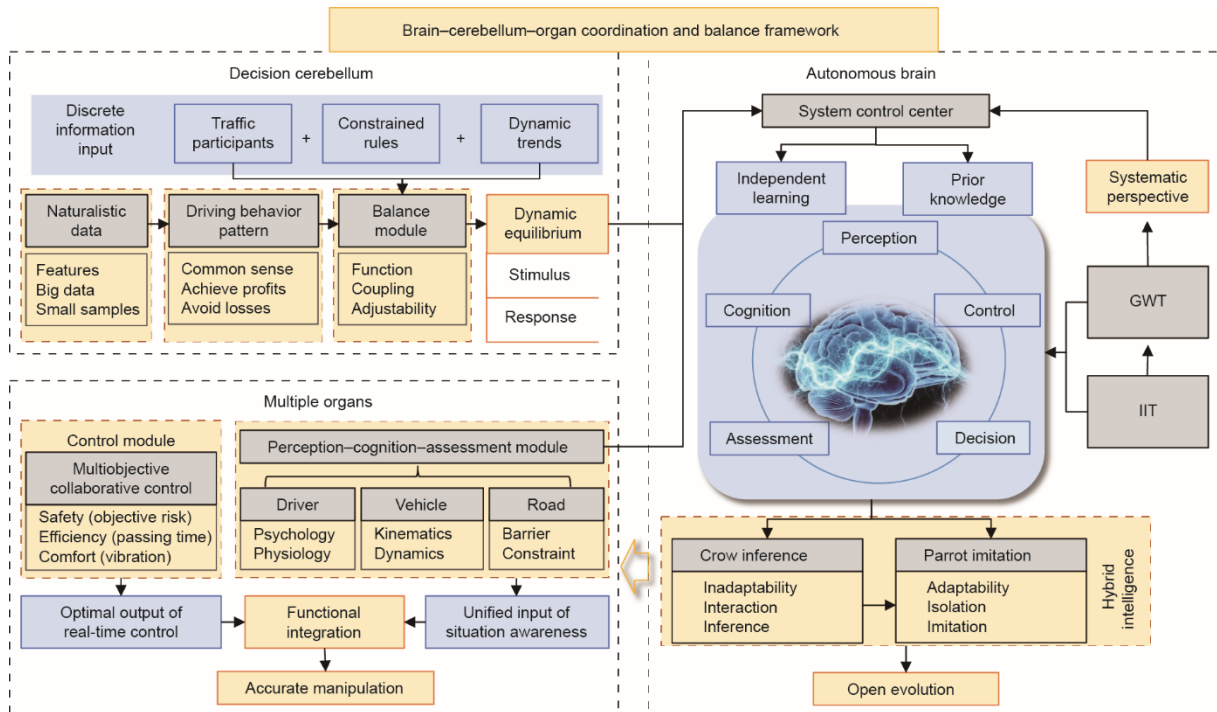 Brain–cerebellum–organ coordination and balance framework
Decision cerebellum
Discrete
information
input
Traffic
participants
+
Constrained
rules
+
Dynamic
trends
Naturalistic
data
Features
Big data
Small samples
Driving behavior
pattern
Common sense
Achieve profits
Avoid losses
Balance
module
Function
Coupling
Adjustability
Dynamic
equilibrium
Stimulus
Response
Multiple organs
Control module
Multiobjective
collaborative control
Safety (objective risk)
Efficiency (passing time)
Comfort (vibration)
Perception–cognition–assessment module
Driver
Psychology
Physiology
Vehicle
Kinematics
Dynamics
Road
Barrier
Constraint
Optimal output of
real-time control
Functional
integration
Unified input of
situation awareness
Accurate manipulation
Autonomous brain
System control center
Independent
learning
Prior
knowledge
Systematic
perspective
Perception
Cognition
Control
Assessment
Decision
GWT
IIT
Crow inference
Inadaptability
Interaction
Inference
Parrot imitation
Adaptability
Isolation
Imitation
Hybrid
intelligence
Open evolution